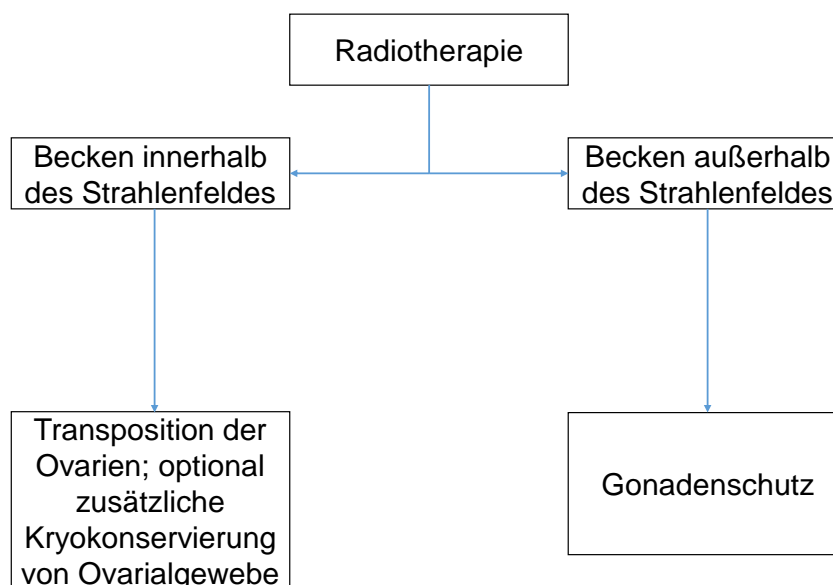 Radiotherapie
Becken innerhalb
des Strahlenfeldes
Becken außerhalb
des Strahlenfeldes
Transposition der
Ovarien; optional
zusätzliche
Kryokonservierung
von Ovarialgewebe
Gonadenschutz